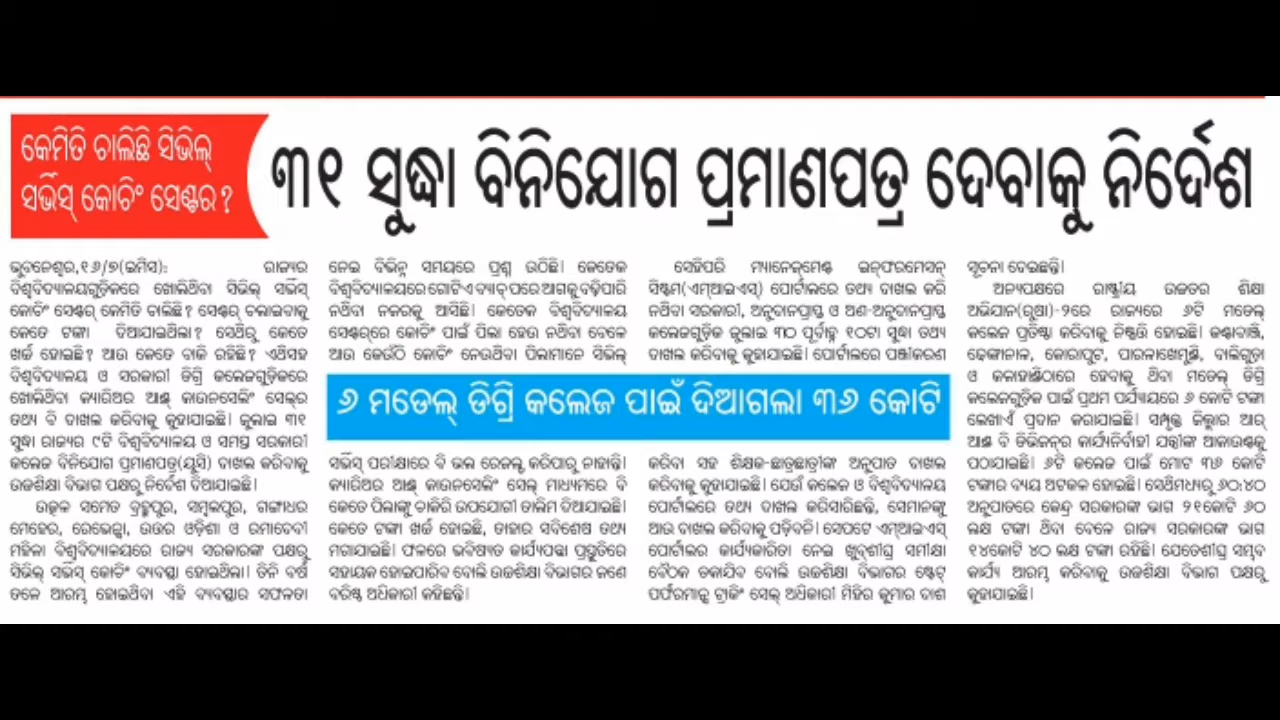 କେମିତି ଚାଲିଛି ସିଭିଲ୍
ସର୍ଭିସ୍ କୋଚିଂ ସେଣ୍ଟର?
୩୧ ସୁଦ୍ଧା ବିନିଯୋଗ ପ୍ରମାଣପତ୍ର ଦେବାକୁ ନିର୍ଦେଶ
ଭୁବନେଶ୍ୱର,୧୬/୭(ଇମିସ): ରାଜ୍ୟର
ବିଶ୍ୱବିଦ୍ୟାଳୟଗୁଡ଼ିକରେ ଖୋଲିଥିବା ସିଭିଲ୍ ସର୍ଭିସ୍
କୋଚିଂ ସେଣ୍ଟର୍ କେମିତି ଚାଲିଛି? ସେଣ୍ଟର୍ ଚଳାଇବାକୁ
କେତେ ଟଙ୍କା ଦିଆଯାଇଥିଲା? ସେଥିରୁ କେତେ
ଖର୍ଚ୍ଚ ହୋଇଛି? ଆଉ କେତେ ବାକି ରହିଛି? ଏଥିସହ
ବିଶ୍ୱବିଦ୍ୟାଳୟ ଓ ସରକାରୀ ଡିଗ୍ରି କଲେଜଗୁଡ଼ିକରେ
ଖୋଲିଥିବା କ୍ୟାରିଅର ଆଣ୍ଡ୍ କାଉନସେଲିଂ ସେଲ୍‌ର
ତଥ୍ୟ ବି ଦାଖଲ କରିବାକୁ କୁହାଯାଇଛି। ଜୁଲାଇ ୩୧
ସୁଦ୍ଧା ରାଜ୍ୟର ୯ଟି ବିଶ୍ୱବିଦ୍ୟାଳୟ ଓ ସମସ୍ତ ସରକାରୀ
କଲେଜ ବିନିଯୋଗ ପ୍ରମାଣପତ୍ର(ୟୁସି) ଦାଖଲ କରିବାକୁ
ଉଚ୍ଚଶିକ୍ଷା ବିଭାଗ ପକ୍ଷରୁ ନିର୍ଦେଶ ଦିଆଯାଇଛି।
ଉତ୍କଳ ସମେତ ବ୍ରହ୍ମପୁର, ସମ୍ବଲପୁର, ଗଙ୍ଗାଧର
ମେହେର, ରେଭେନ୍ସା, ଉତ୍ତର ଓଡ଼ିଶା ଓ ରମାଦେବୀ
ମହିଳା ବିଶ୍ୱବିଦ୍ୟାଳୟରେ ରାଜ୍ୟ ସରକାରଙ୍କ ପକ୍ଷରୁ
ସିଭିଲ୍ ସର୍ଭିସ୍ କୋଚିଂ ବ୍ୟବସ୍ଥା ହୋଇଥିଲା। ତିନି ବର୍ଷ
ତଳେ ଆରମ୍ଭ ହୋଇଥିବା ଏହି ବ୍ୟବସ୍ଥାର ସଫଳତା
ନେଇ ବିଭିନ୍ନ ସମୟରେ ପ୍ରଶ୍ନ ଉଠିଛି। କେତେକ
ବିଶ୍ୱବିଦ୍ୟାଳୟରେ ଗୋଟିଏ ବ୍ୟାଚ୍ ପରେ ଆଗକୁ ବଢ଼ିପାରି
ନଥିବା ନଜରକୁ ଆସିଛି। କେତେକ ବିଶ୍ୱବିଦ୍ୟାଳୟ
ସେଣ୍ଟର୍‌ରେ କୋଚିଂ ପାଇଁ ପିଲା ହେଉ ନଥିବା ବେଳେ
ଆଉ କେଉଁଠି କୋଚିଂ ନେଉଥିବା ପିଲାମାନେ ସିଭିଲ୍
୬ ମଡେଲ୍ ଡିଗ୍ରି କଲେଜ ପାଇଁ ଦିଆଗଲା ୩୬ କୋଟି
ସର୍ଭିସ୍ ପରୀକ୍ଷାରେ ବି ଭଲ ରେଜଲ୍ଟ କରିପାରୁ ନାହାନ୍ତି।
କ୍ୟାରିଅର ଆଣ୍ଡ୍ କାଉନସେଲିଂ ସେଲ୍ ମାଧ୍ୟମରେ ବି
କେତେ ପିଲାଙ୍କୁ ଚାକିରି ଉପଯୋଗୀ ତାଲିମ ଦିଆଯାଇଛି।
କେତେ ଟଙ୍କା ଖର୍ଚ୍ଚ ହୋଇଛି, ତାହାର ସବିଶେଷ ତଥ୍ୟ
ମଗାଯାଇଛି। ଫଳରେ ଭବିଷ୍ୟତ କାର୍ଯ୍ୟପନ୍ଥା ପ୍ରସ୍ତୁତିରେ
ସହାୟକ ହୋଇପାରିବ ବୋଲି ଉଚ୍ଚଶିକ୍ଷା ବିଭାଗର ଜଣେ
ବରିଷ୍ଠ ଅଧିକାରୀ କହିଛନ୍ତି।
ସେହିପରି ମ୍ୟାନେଜ୍‌ମେଣ୍ଟ ଇନ୍‌ଫରମେସନ୍
ସିଷ୍ଟମ(ଏମ୍‌ଆଇଏସ୍) ପୋର୍ଟାଲରେ ତଥ୍ୟ ଦାଖଲ କରି
ନଥିବା ସରକାରୀ, ଅନୁଦାନପ୍ରାପ୍ତ ଓ ଅଣ-ଅନୁଦାନପ୍ରାପ୍ତ
କଲେଜଗୁଡ଼ିକ ଜୁଲାଇ ୩୦ ପୂର୍ବାହ୍ନ ୧୦ଟା ସୁଦ୍ଧା ତଥ୍ୟ
ଦାଖଲ କରିବାକୁ କୁହାଯାଇଛି। ପୋର୍ଟାଲରେ ପଞ୍ଜୀକରଣ
କରିବା ସହ ଶିକ୍ଷକ-ଛାତ୍ରଛାତ୍ରୀଙ୍କ ଅନୁପାତ ଦାଖଲ
କରିବାକୁ କୁହାଯାଇଛି। ଯେଉଁ କଲେଜ ଓ ବିଶ୍ୱବିଦ୍ୟାଳୟ
ପୋର୍ଟାଲରେ ତଥ୍ୟ ଦାଖଲ କରିସାରିଛନ୍ତି, ସେମାନଙ୍କୁ
ଆଉ ଦାଖଲ କରିବାକୁ ପଡ଼ିବନି। ସେପଟେ ଏମ୍‌ଆଇଏସ୍
ପୋର୍ଟାଲର କାର୍ଯ୍ୟକାରିତା ନେଇ ଖୁବ୍‌ଶୀଘ୍ର ସମୀକ୍ଷା
ବୈଠକ ଡକାଯିବ ବୋଲି ଉଚ୍ଚଶିକ୍ଷା ବିଭାଗର ଷ୍ଟେଟ୍
ପର୍ଫରମାନ୍ସ ଟ୍ରାକିଂ ସେଲ୍ ଅଧିକାରୀ ମିହିର କୁମାର ଦାଶ
ସୂଚନା ଦେଇଛନ୍ତି।
ଅନ୍ୟପକ୍ଷରେ ରାଷ୍ଟ୍ରୀୟ ଉଚ୍ଚତର ଶିକ୍ଷା
ଅଭିଯାନ(ରୁଷା)-୨ରେ ରାଜ୍ୟରେ ୬ଟି ମଡେଲ୍
କଲେଜ ପ୍ରତିଷ୍ଠା କରିବାକୁ ନିଷ୍ପତ୍ତି ହୋଇଛି। କଣ୍ଟାବାଞ୍ଜି,
ଢେଙ୍କାନାଳ, କୋରାପୁଟ, ପାରଳାଖେମୁଣ୍ଡି, ବାଲିଗୁଡ଼ା
ଓ କଳାହାଣ୍ଡିଠାରେ ହେବାକୁ ଥିବା ମଡେଲ୍ ଡିଗ୍ରି
କଲେଜଗୁଡ଼ିକ ପାଇଁ ପ୍ରଥମ ପର୍ଯ୍ୟାୟରେ ୬ କୋଟି ଟଙ୍କା
ଲେଖାଏଁ ପ୍ରଦାନ କରାଯାଇଛି। ସମ୍ପୃକ୍ତ ଜିଲ୍ଲାର ଆର୍
ଆଣ୍ଡ ବି ଡିଭିଜନ୍‌ର କାର୍ଯ୍ୟନିର୍ବାହୀ ଯନ୍ତ୍ରୀଙ୍କ ଆକାଉଣ୍ଟକୁ
ପଠାଯାଇଛି। ୬ଟି କଲେଜ ପାଇଁ ମୋଟ ୩୬ କୋଟି
ଟଙ୍କାର ବ୍ୟୟ ଅଟକଳ ହୋଇଛି। ସେଥିମଧ୍ୟରୁ ୬୦:୪୦
ଅନୁପାତରେ କେନ୍ଦ୍ର ସରକାରଙ୍କ ଭାଗ ୨୧କୋଟି ୬୦
ଲକ୍ଷ ଟଙ୍କା ଥିବା ବେଳେ ରାଜ୍ୟ ସରକାରଙ୍କ ଭାଗ
୧୪କୋଟି ୪୦ ଲକ୍ଷ ଟଙ୍କା ରହିଛି। ଯେତେଶୀଘ୍ର ସମ୍ଭବ
କାର୍ଯ୍ୟ ଆରମ୍ଭ କରିବାକୁ ଉଚ୍ଚଶିକ୍ଷା ବିଭାଗ ପକ୍ଷରୁ
କୁହାଯାଇଛି।